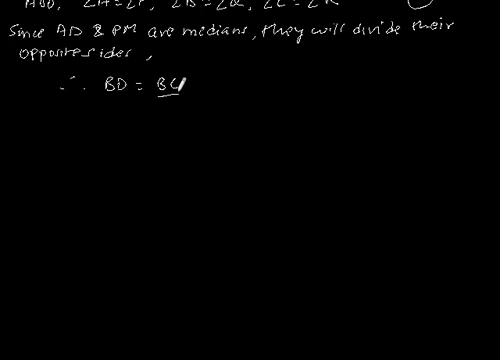 Also, ∠A=∠P, ∠B=∠Q, ∠C=∠R
Since AD & PM are medians, they will divide their
opposite sides,
∴ BD = BC